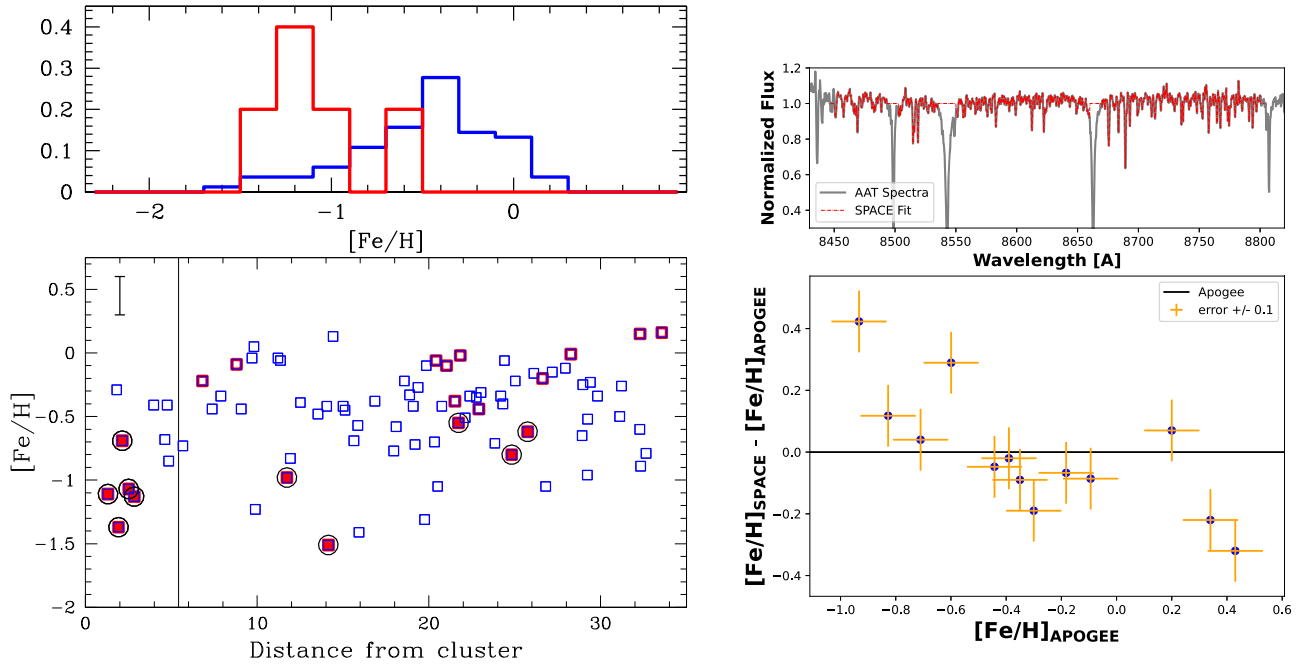 0.4
0.3
0.2
0.1
0
-2
-1
0
[Fe/H]
0.5
0
-0.5
-1
-1.5
-2
[Fe/H]
0
10
20
30
Distance from cluster
1.2
1.0
0.8
0.6
0.4
Normalized Flux
AAT Spectra
SPACE Fit
8450 8500 8550 8600 8650 8700 8750 8800
Wavelength [A]
0.4
0.2
0.0
−0.2
−0.4
[Fe/H]SPACE - [Fe/H]APOGEE
Apogee
error +/- 0.1
−1.0 −0.8 −0.6 −0.4 −0.2 0.0 0.2 0.4 0.6
[Fe/H]APOGEE